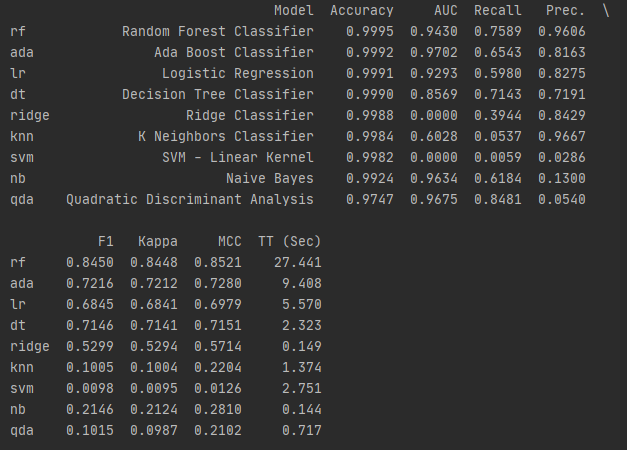 Model Accuracy AUC Recall Prec. \
rf Random Forest Classifier 0.9995 0.9430 0.7589 0.9606
ada Ada Boost Classifier 0.9992 0.9702 0.6543 0.8163
lr Logistic Regression 0.9991 0.9293 0.5980 0.8275
dt Decision Tree Classifier 0.9990 0.8569 0.7143 0.7191
ridge Ridge Classifier 0.9988 0.0000 0.3944 0.8429
knn K Neighbors Classifier 0.9984 0.6028 0.0537 0.9667
svm SVM - Linear Kernel 0.9982 0.0000 0.0059 0.0286
nb Naive Bayes 0.9924 0.9634 0.6184 0.1300
qda Quadratic Discriminant Analysis 0.9747 0.9675 0.8481 0.0540
F1 Kappa MCC TT (Sec)
rf 0.8450 0.8448 0.8521 27.441
ada 0.7216 0.7212 0.7280 9.408
lr 0.6845 0.6841 0.6979 5.570
dt 0.7146 0.7141 0.7151 2.323
ridge 0.5299 0.5294 0.5714 0.149
knn 0.1005 0.1004 0.2204 1.374
svm 0.0098 0.0095 0.0126 2.751
nb 0.2146 0.2124 0.2810 0.144
qda 0.1015 0.0987 0.2102 0.717